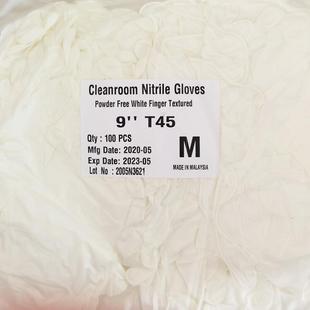 Cleanroom Nitrile Gloves
Powder Free White Finger Textured
9'' T45
Qty : 100 PCS
Mfg Date: 2020-05
Exp Date: 2023-05
Lot No : 2005N3621
M
MADE IN MALAYSIA